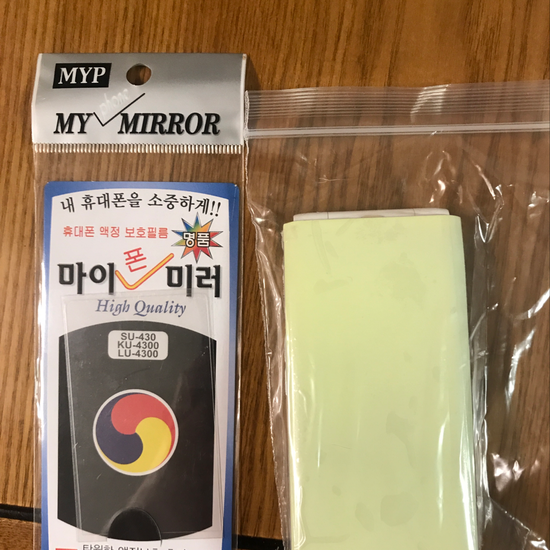 MYP
MY PHONE MIRROR
내 휴대폰을 소중하게!!
휴대폰 액정 보호필름
명품
마이폰미러
High Quality
SU-430
KU-4300
LU-4300